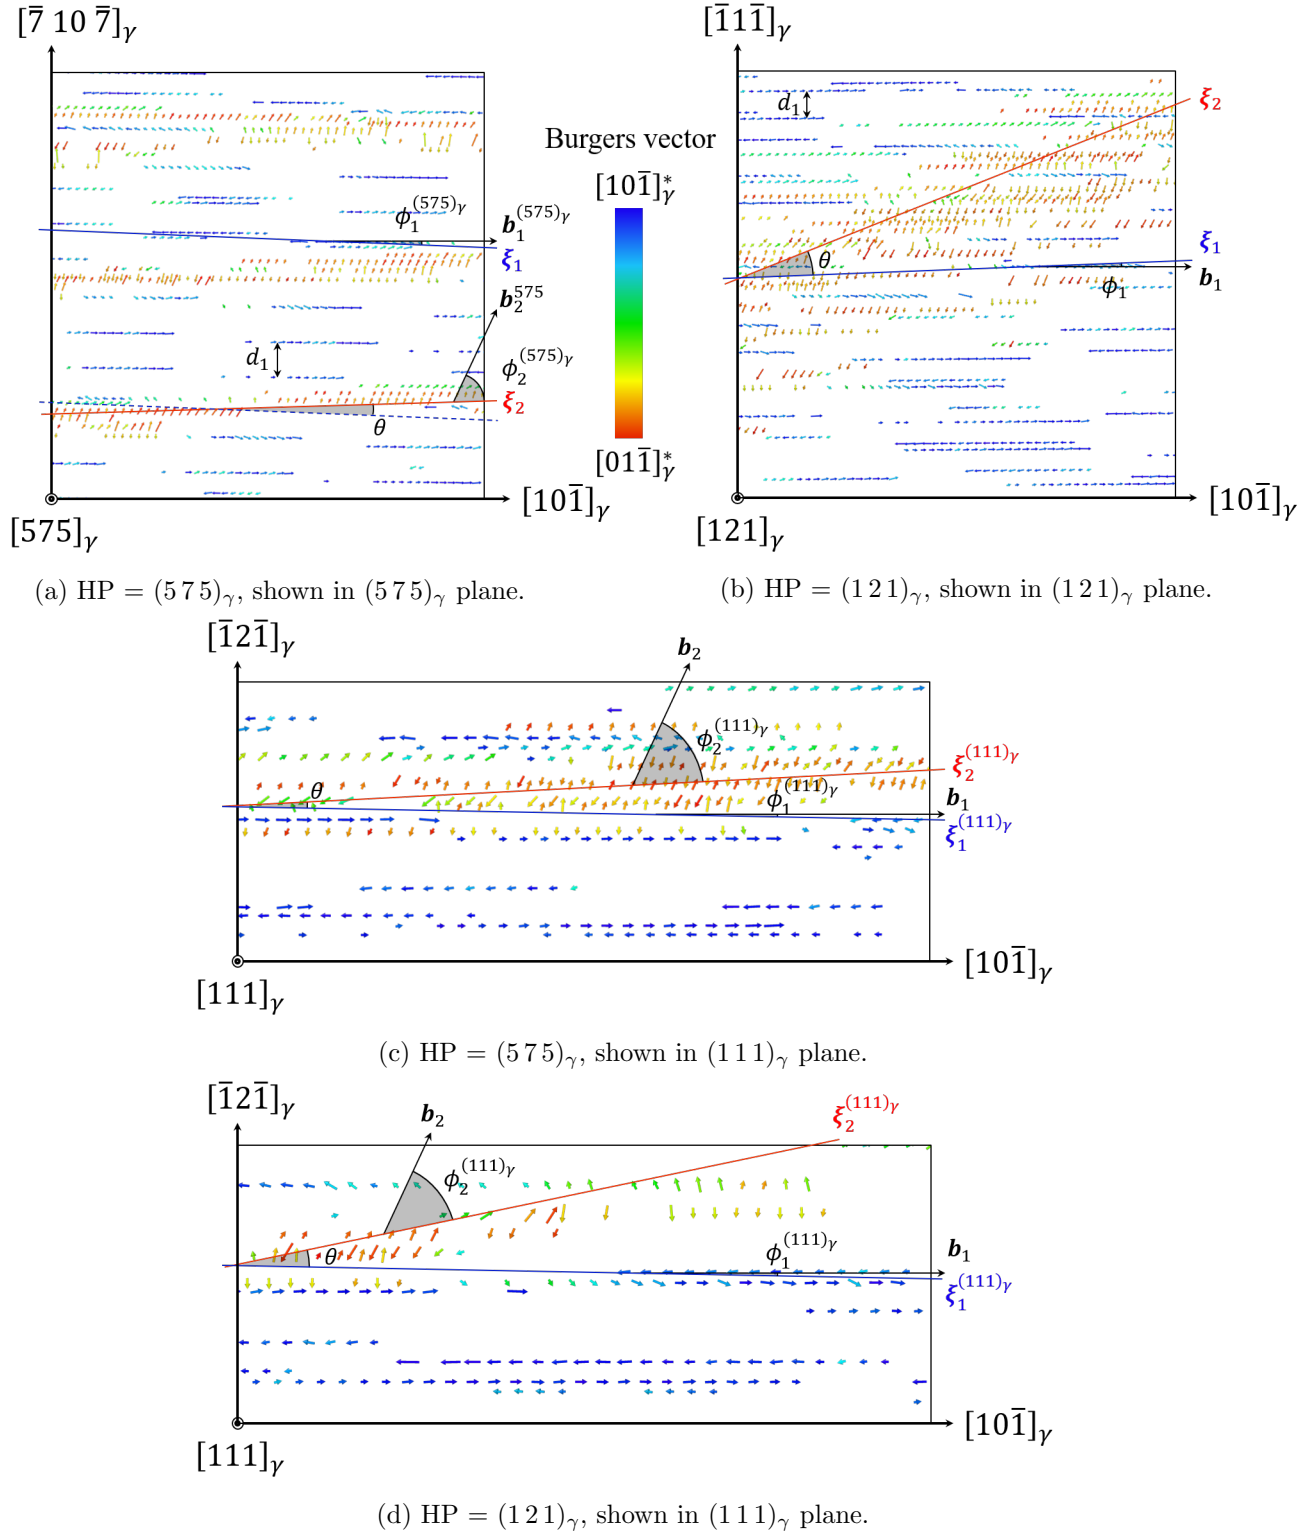 [7̅ 10 7̅]ᵧ
d₁
ϕ₁^(575)ᵧ
b₁^(575)ᵧ
ξ₁
b₂^575
ϕ₂^(575)ᵧ
ξ₂
θ
[101̅]ᵧ
[575]ᵧ
(a) HP = (5 7 5)ᵧ, shown in (5 7 5)ᵧ plane.
Burgers vector
[101̅]ᵧ*
[011̅]ᵧ*
[1̅11̅]ᵧ
d₁
ξ₂
θ
ξ₁
ϕ₁
b₁
[101̅]ᵧ
[121]ᵧ
(b) HP = (1 2 1)ᵧ, shown in (1 2 1)ᵧ plane.
[1̅21̅]ᵧ
b₂
ϕ₂^(111)ᵧ
ξ₂^(111)ᵧ
θ
ϕ₁^(111)ᵧ
b₁
ξ₁^(111)ᵧ
[101̅]ᵧ
[111]ᵧ
(c) HP = (5 7 5)ᵧ, shown in (1 1 1)ᵧ plane.
[1̅21̅]ᵧ
b₂
ξ₂^(111)ᵧ
ϕ₂^(111)ᵧ
θ
ϕ₁^(111)ᵧ
b₁
ξ₁^(111)ᵧ
[101̅]ᵧ
[111]ᵧ
(d) HP = (1 2 1)ᵧ, shown in (1 1 1)ᵧ plane.